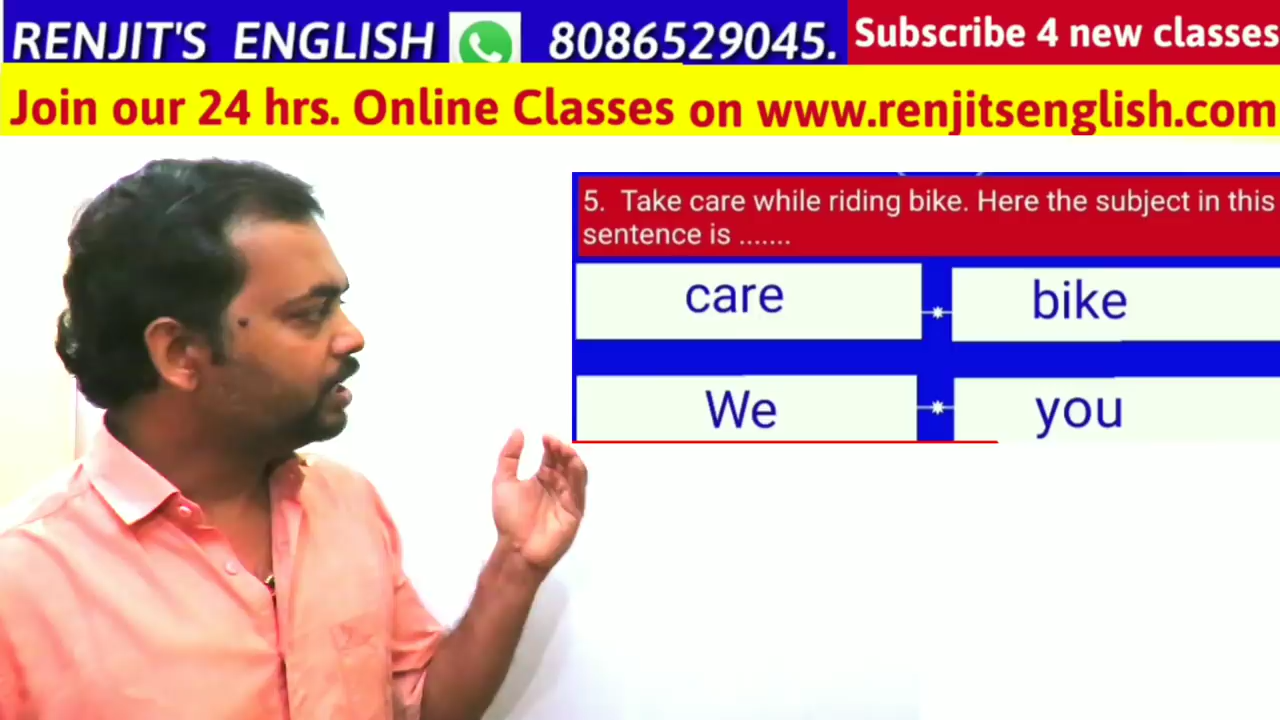 RENJIT'S ENGLISH 8086529045. Subscribe 4 new classes
Join our 24 hrs. Online Classes on www.renjitsenglish.com
5. Take care while riding bike. Here the subject in this
sentence is .......
care bike
We you